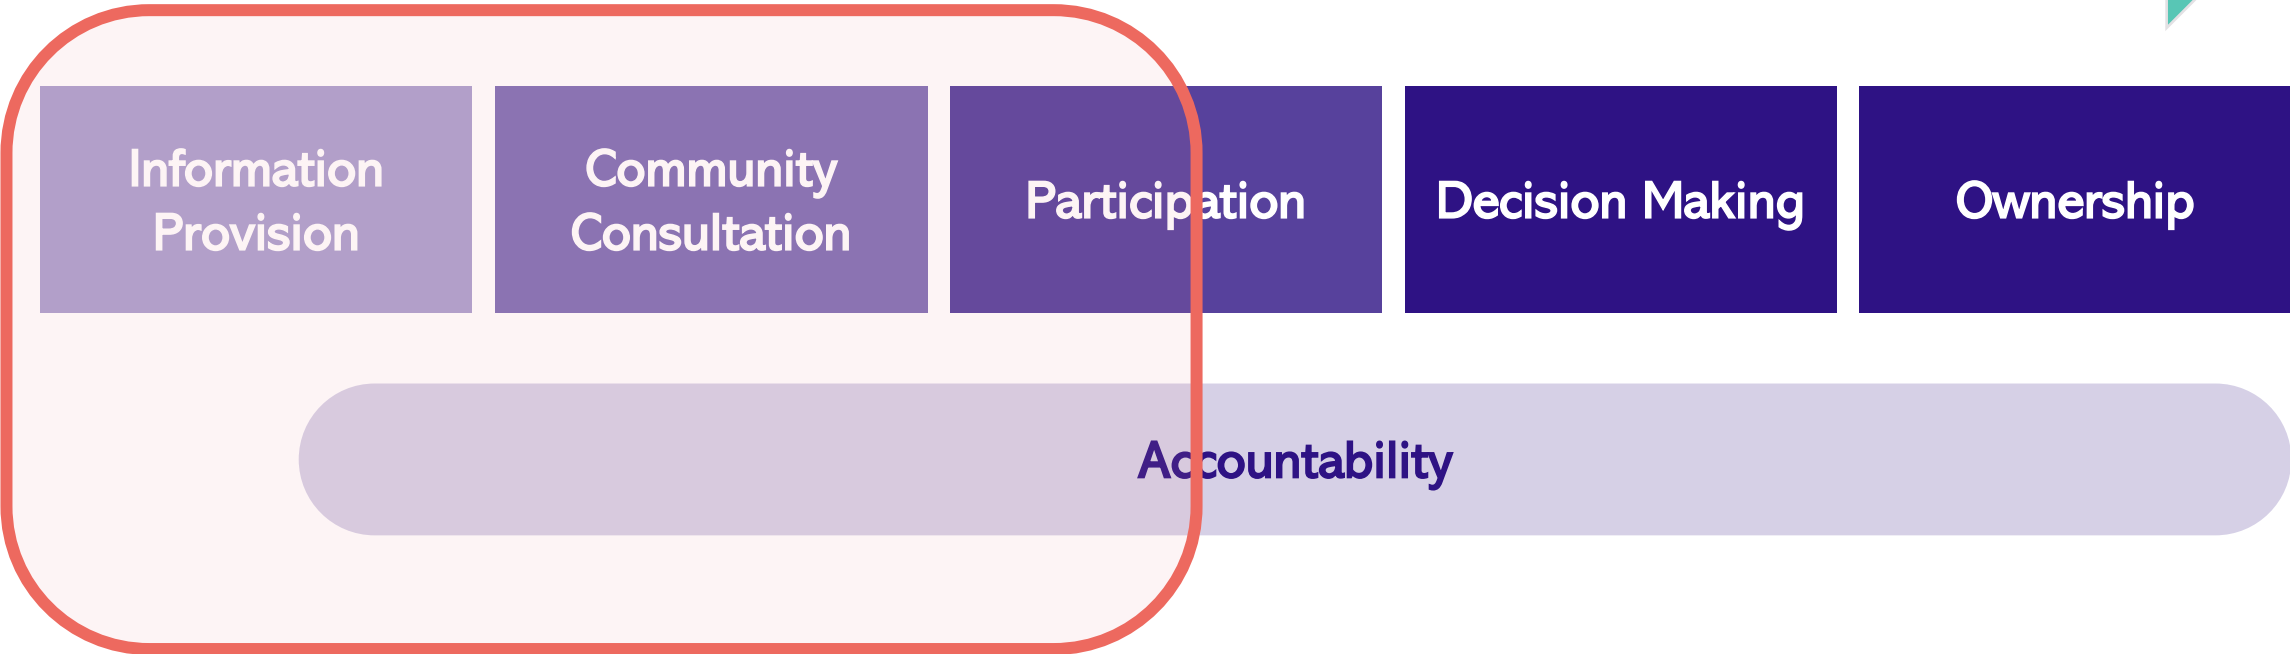 Information
Provision
Community
Consultation
Participation
Decision Making
Ownership
Accountability